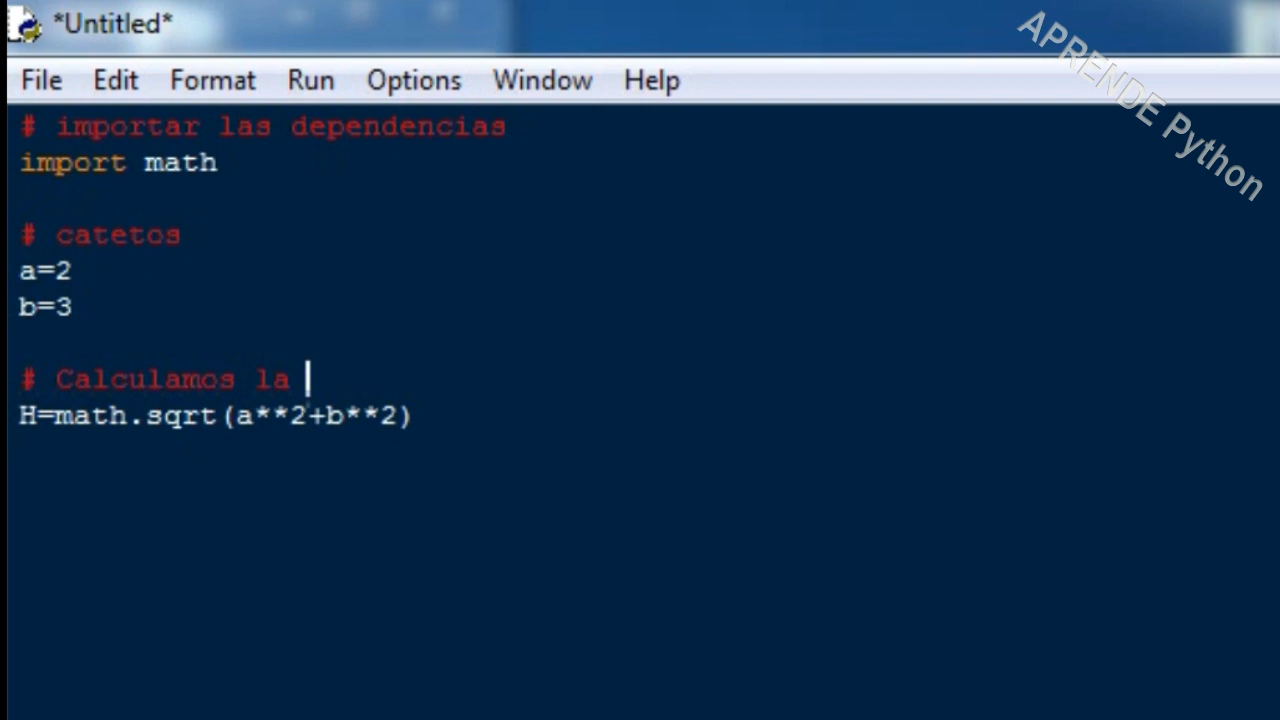 *Untitled*
APRENDE Python
File Edit Format Run Options Window Help
# importar las dependencias
import math
# catetos
a=2
b=3
# Calculamos la
H=math.sqrt(a**2+b**2)